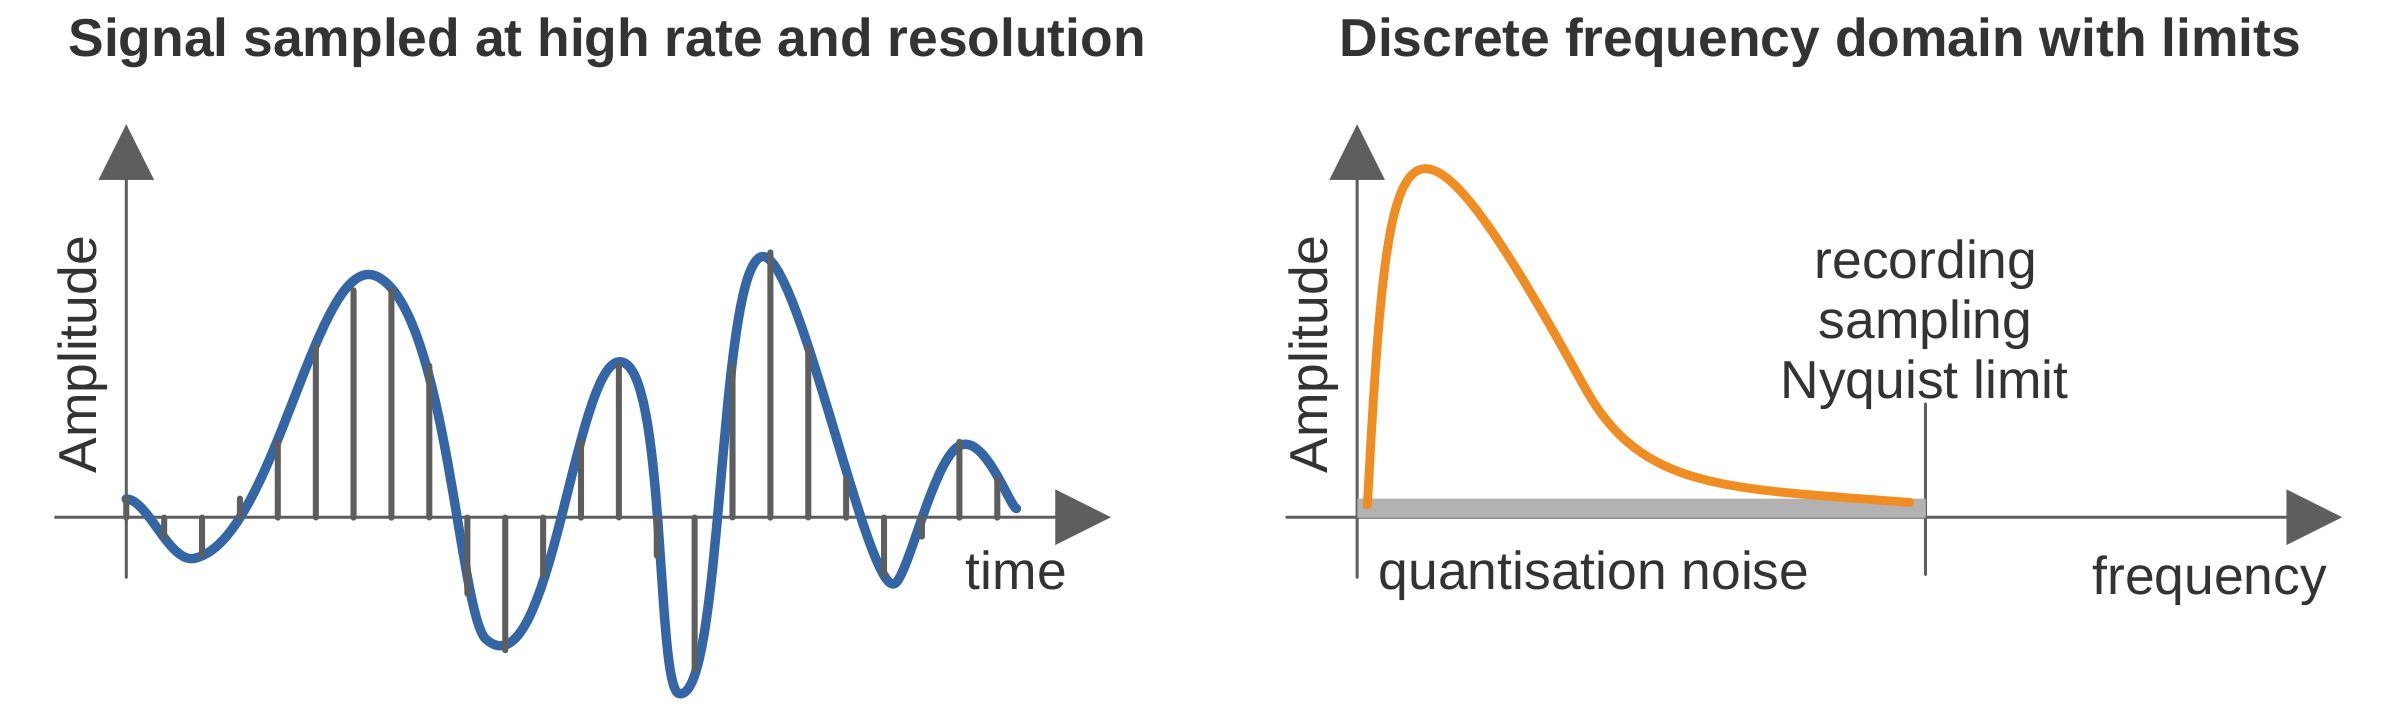 Signal sampled at high rate and resolution
Amplitude
time
Discrete frequency domain with limits
Amplitude
recording
sampling
Nyquist limit
quantisation noise
frequency